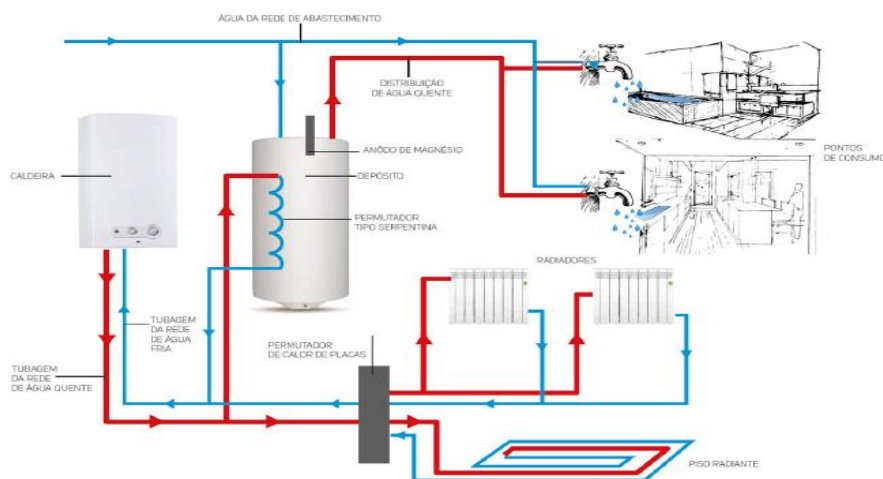 ÁGUA DA REDE DE ABASTECIMENTO
DISTRIBUIÇÃO
DE ÁGUA QUENTE
ANÔDO DE MAGNÉSIO
CALDEIRA
DEPÓSITO
PERMUTADOR
TIPO SERPENTINA
PONTOS
DE CONSUMO
RADIADORES
TUBAGEM
DA REDE
DE ÁGUA
FRIA
PERMUTADOR
DE CALOR DE PLACAS
TUBAGEM
DA REDE
DE ÁGUA QUENTE
PISO RADIANTE